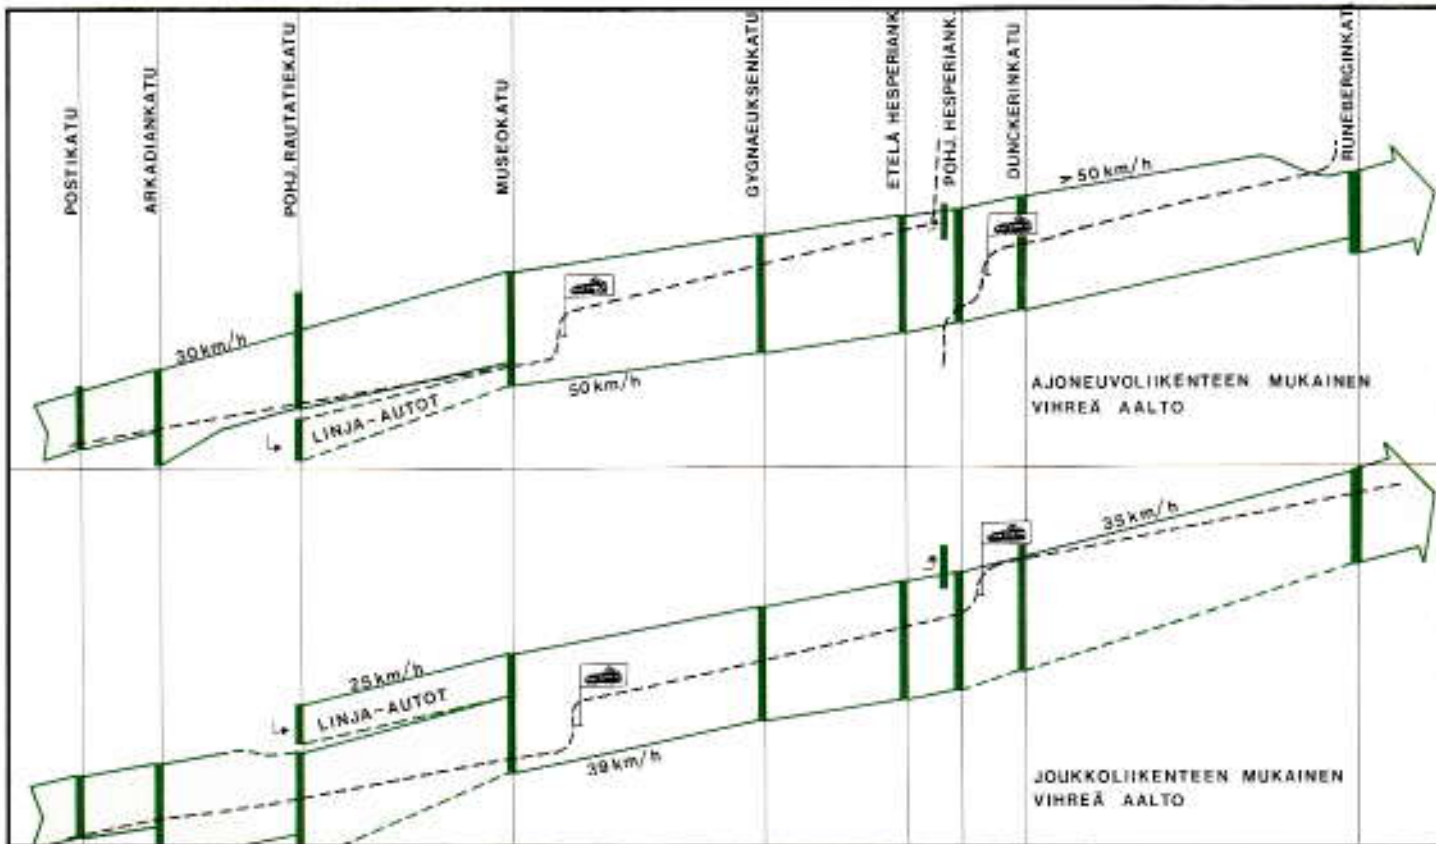 POSTIKATU
ARKADIANKATU
POHJ. RAUTATIEKATU
MUSEOKATU
GYGNAEUKSENKATU
ETELÄ HESPERIANK.
POHJ. HESPERIANK.
DUNCKERINKATU
RUNEBERGINKATU
30 km/h
> 50 km/h
50 km/h
LINJA-AUTOT
AJONEUVOLIIKENTEEN MUKAINEN
VIHREÄ AALTO
25 km/h
LINJA-AUTOT
39 km/h
35 km/h
JOUKKOLIIKENTEEN MUKAINEN
VIHREÄ AALTO